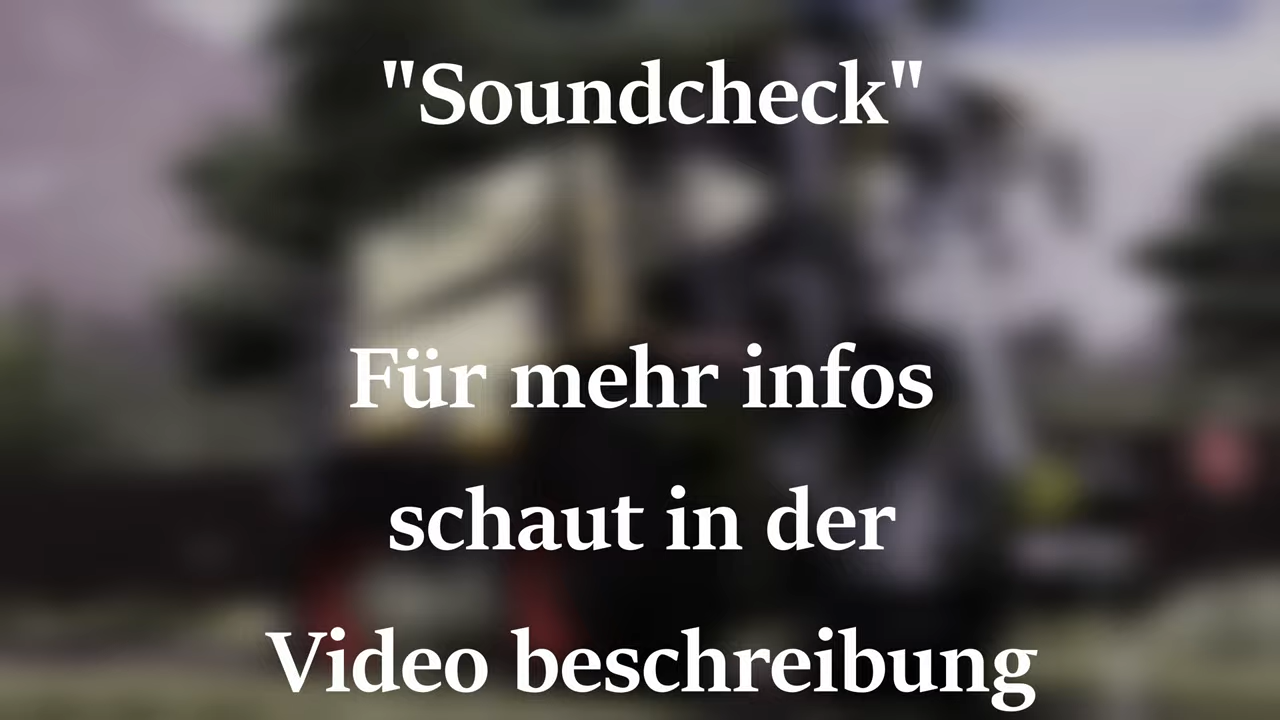 "Soundcheck"
Für mehr infos
schaut in der
Video beschreibung